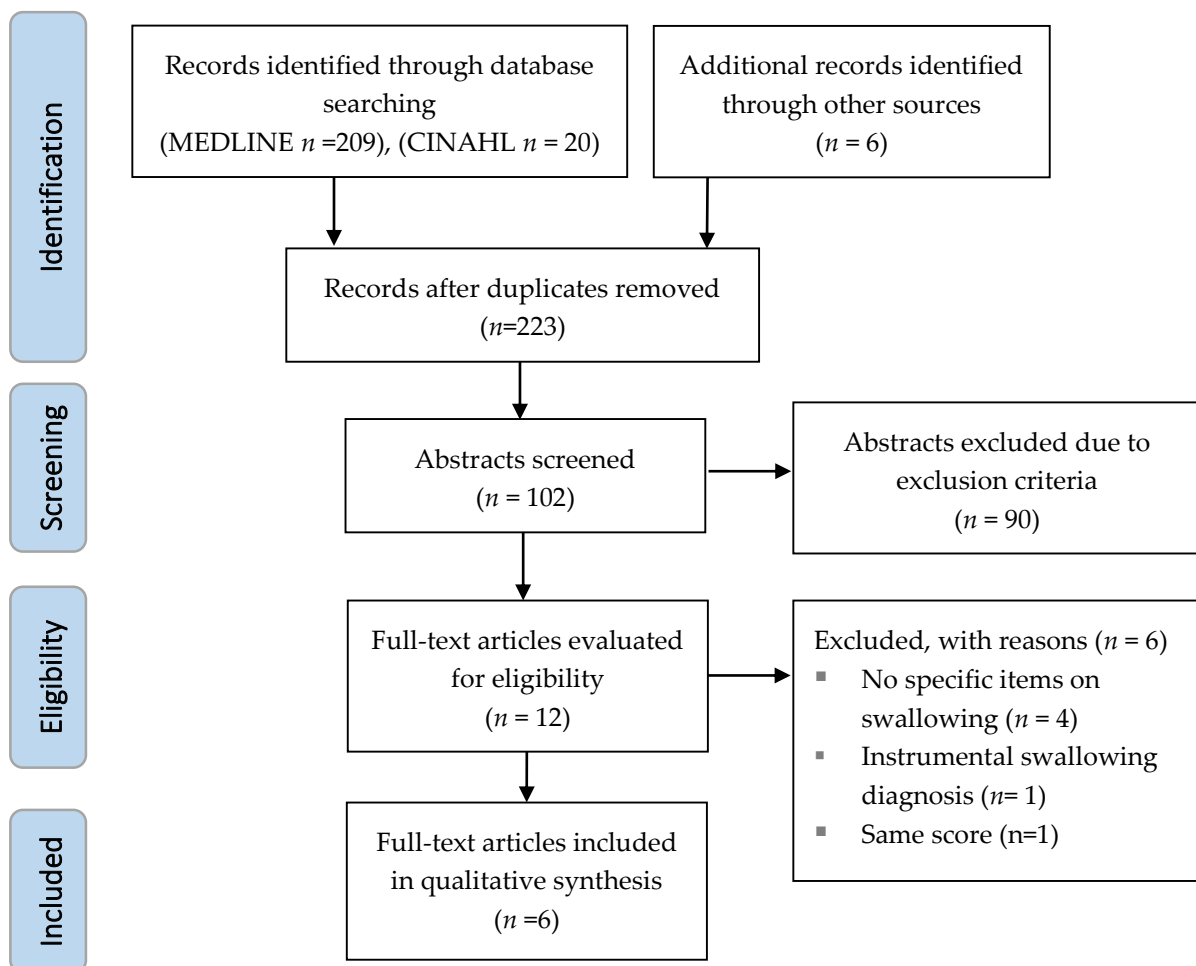 Identification
Records identified through database
searching
(MEDLINE n =209), (CINAHL n = 20)
Additional records identified
through other sources
(n = 6)
Records after duplicates removed
(n=223)
Screening
Abstracts screened
(n = 102)
Abstracts excluded due to
exclusion criteria
(n = 90)
Eligibility
Full-text articles evaluated
for eligibility
(n = 12)
Excluded, with reasons (n = 6)
▪ No specific items on
swallowing (n = 4)
▪ Instrumental swallowing
diagnosis (n= 1)
▪ Same score (n=1)
Included
Full-text articles included
in qualitative synthesis
(n =6)